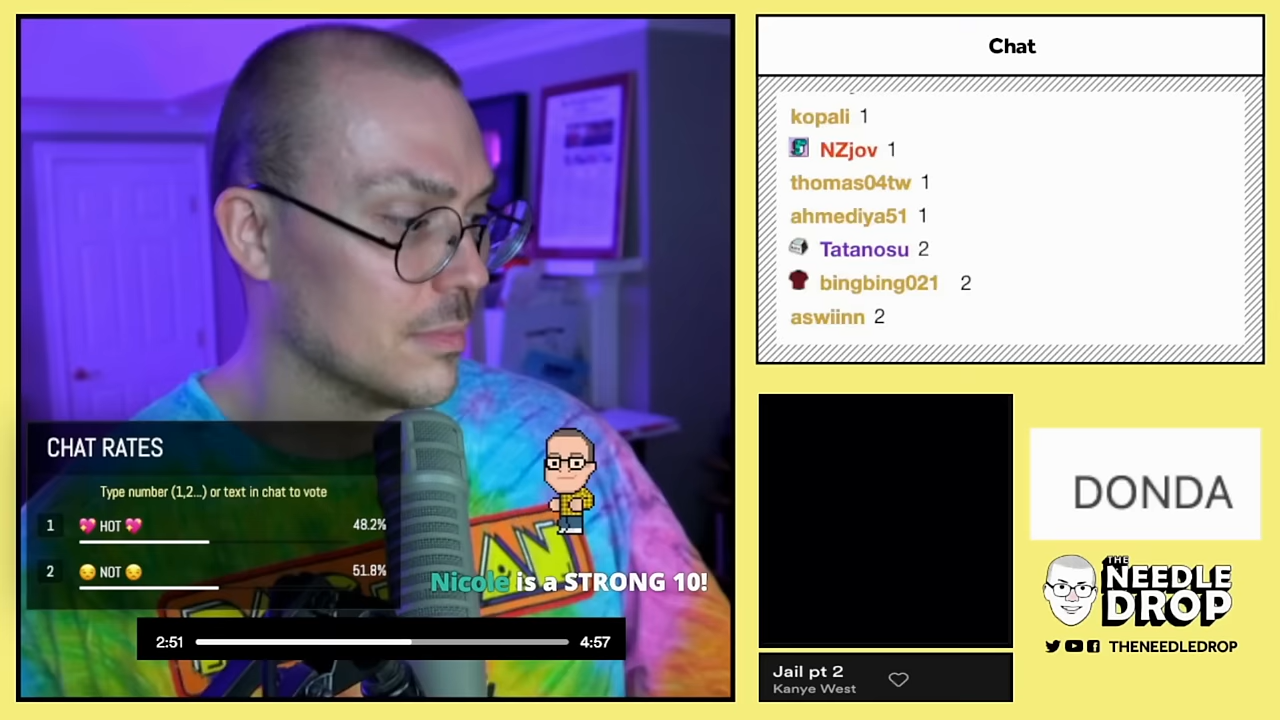 Chat
kopali 1
NZjov 1
thomas04tw 1
ahmediya51 1
Tatanosu 2
bingbing021 2
aswiinn 2
CHAT RATES
Type number (1,2...) or text in chat to vote
1 💖 HOT 💖 48.2%
2 😒 NOT 😒 51.8%
Nicole is a STRONG 10!
2:51 4:57
Jail pt 2
Kanye West
DONDA
THE
NEEDLE
DROP
THENEEDLEDROP